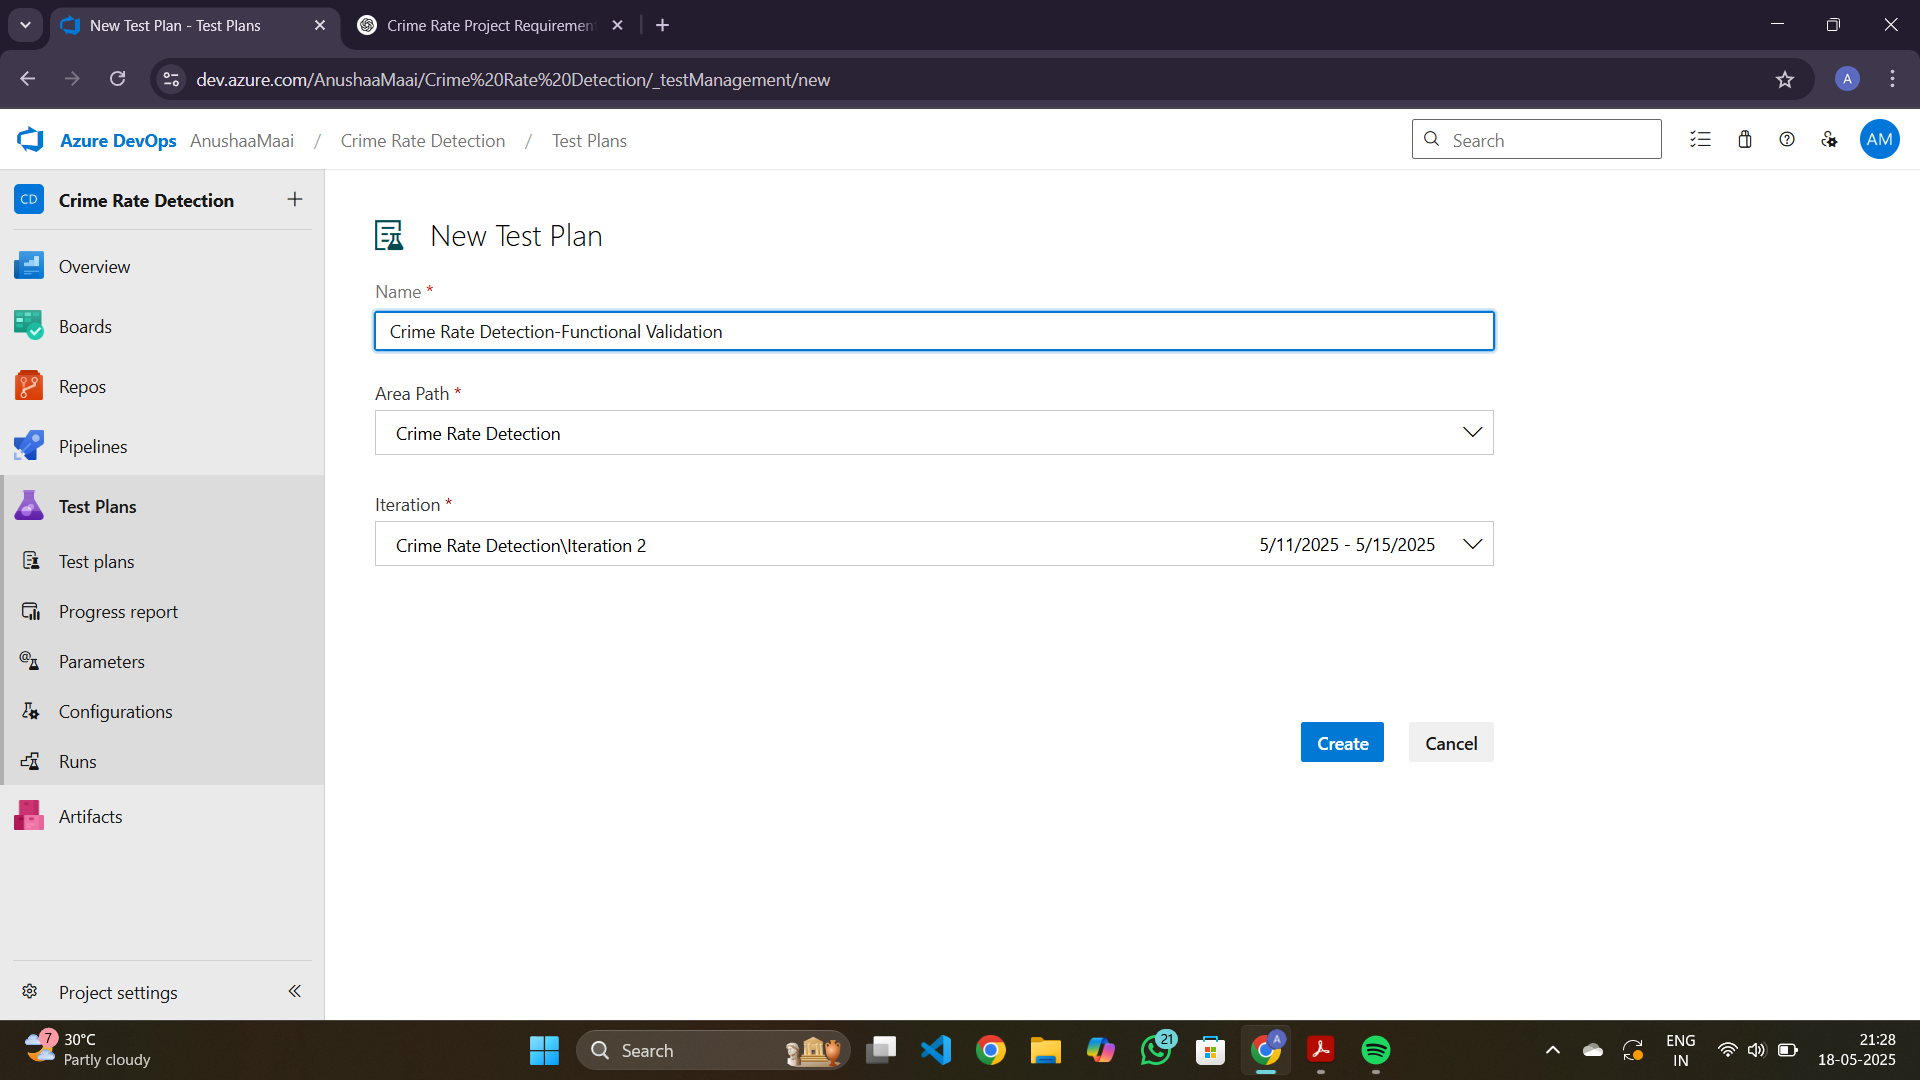 New Test Plan - Test Plans
Crime Rate Project Requiremen
dev.azure.com/AnushaaMaai/Crime%20Rate%20Detection/_testManagement/new
A
Azure DevOps AnushaaMaai / Crime Rate Detection / Test Plans
Search
AM
CD Crime Rate Detection
Overview
Boards
Repos
Pipelines
Test Plans
Test plans
Progress report
Parameters
Configurations
Runs
Artifacts
Project settings
New Test Plan
Name *
Crime Rate Detection-Functional Validation
Area Path *
Crime Rate Detection
Iteration *
Crime Rate Detection\Iteration 2 5/11/2025 - 5/15/2025
Create Cancel
7
30°C
Partly cloudy
Search
21
A
ENG
IN
21:28
18-05-2025